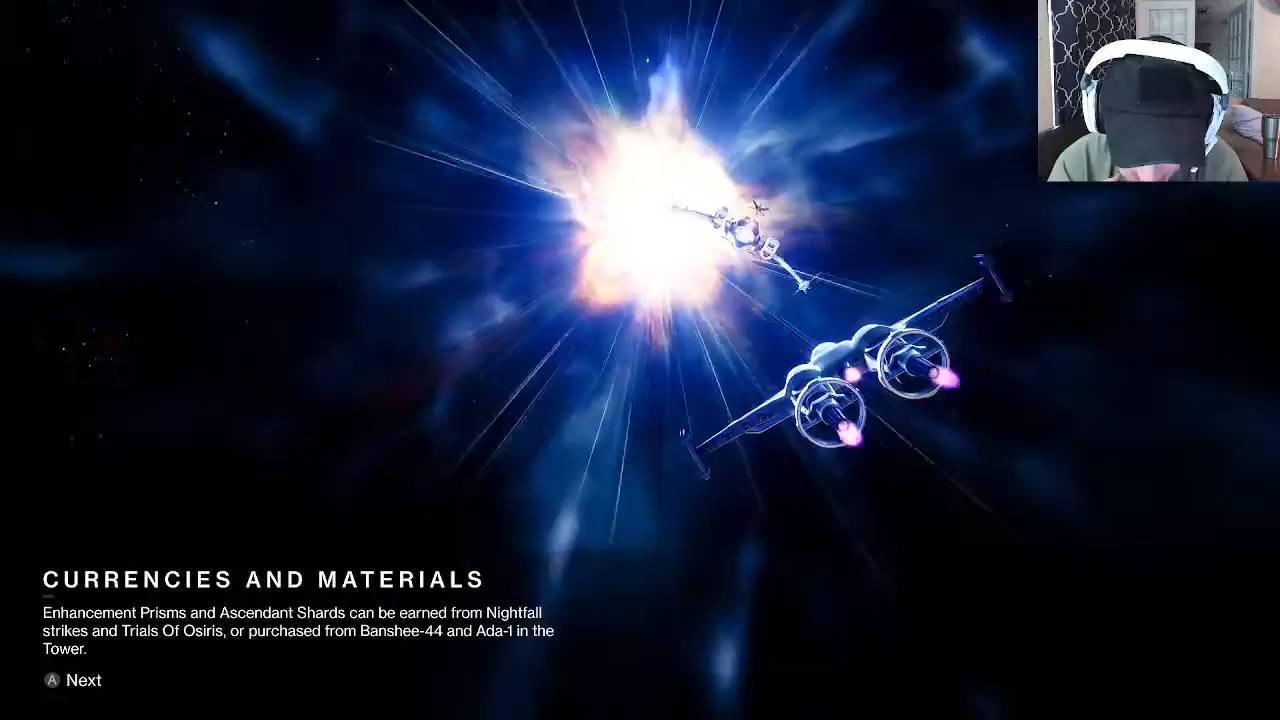 CURRENCIES AND MATERIALS
Enhancement Prisms and Ascendant Shards can be earned from Nightfall
strikes and Trials Of Osiris, or purchased from Banshee-44 and Ada-1 in the
Tower.
A Next